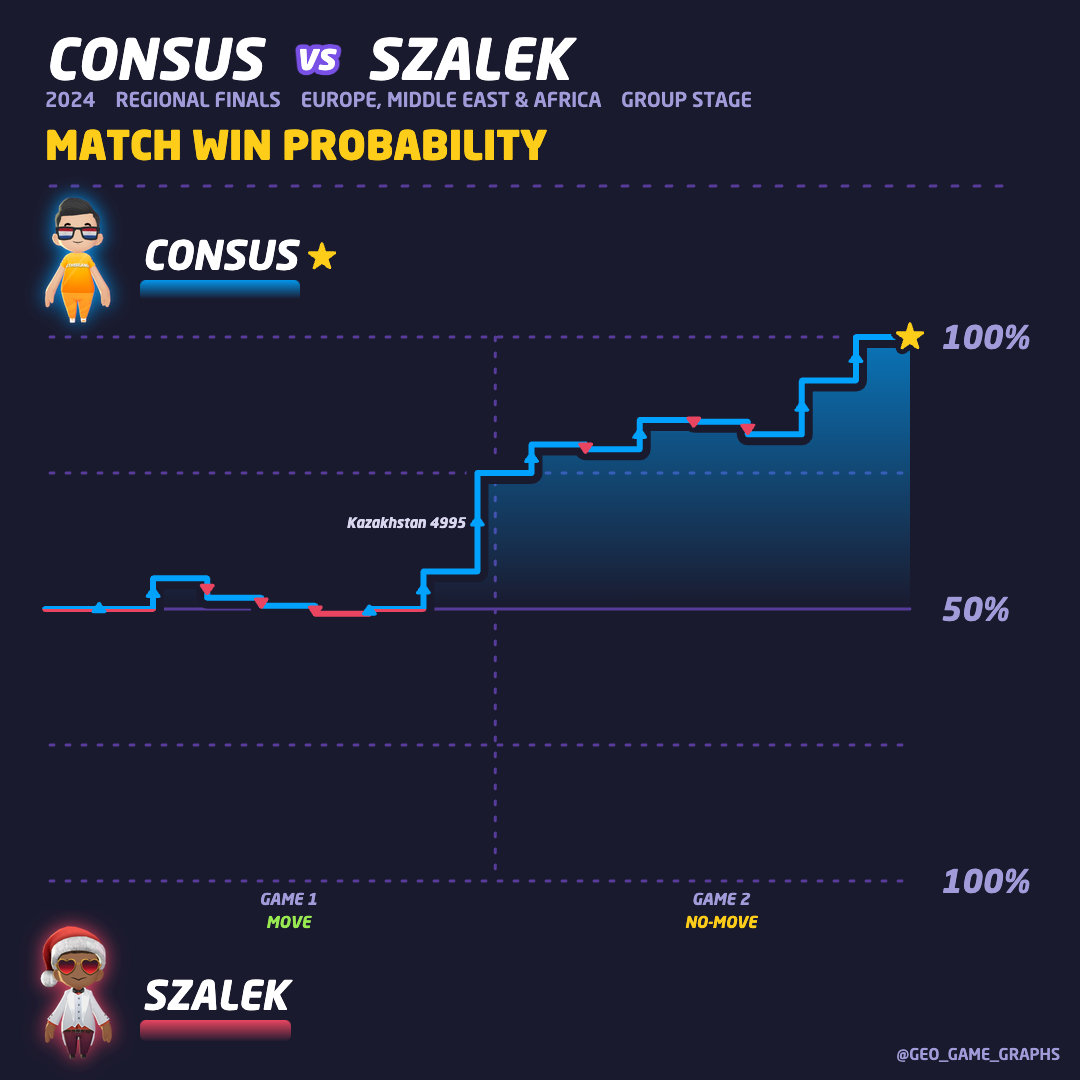 CONSUS VS SZALEK
2024 REGIONAL FINALS EUROPE, MIDDLE EAST & AFRICA GROUP STAGE
MATCH WIN PROBABILITY
CONSUS
100%
Kazakhstan 4995
50%
100%
GAME 1 GAME 2
MOVE NO-MOVE
SZALEK
@GEO_GAME_GRAPHS